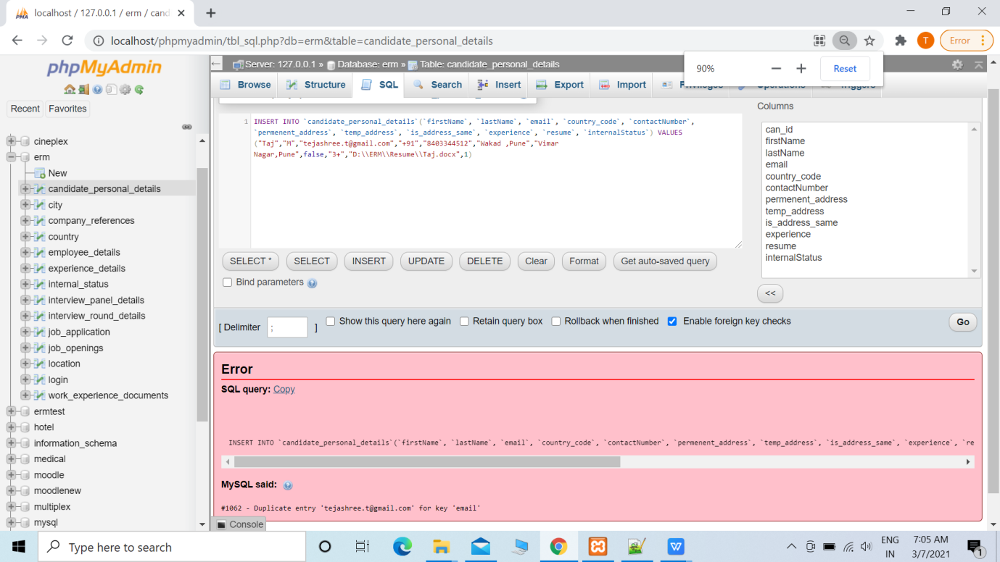 localhost / 127.0.0.1 / erm / cand
localhost/phpmyadmin/tbl_sql.php?db=erm&table=candidate_personal_details
T
Error
90%
Reset
phpMyAdmin
Recent
Favorites
cineplex
erm
New
candidate_personal_details
city
company_references
country
employee_details
experience_details
internal_status
interview_panel_details
interview_round_details
job_application
job_openings
location
login
work_experience_documents
ermtest
hotel
information_schema
medical
moodle
moodlenew
multiplex
mysql
Server: 127.0.0.1 » Database: erm » Table: candidate_personal_details
Browse Structure SQL Search Insert Export Import Privileges Operations Triggers
1 INSERT INTO `candidate_personal_details`(`firstName`, `lastName`, `email`, `country_code`, `contactNumber`,
`permenent_address`, `temp_address`, `is_address_same`, `experience`, `resume`, `internalStatus`) VALUES
("Taj","M","tejashree.t@gmail.com","+91","8403344512","Wakad ,Pune","Vimar
Nagar,Pune",false,"3+","D:\\ERM\\Resume\\Taj.docx",1)
Columns
can_id
firstName
lastName
email
country_code
contactNumber
permenent_address
temp_address
is_address_same
experience
resume
internalStatus
<<
SELECT * SELECT INSERT UPDATE DELETE Clear Format Get auto-saved query
Bind parameters
[ Delimiter ; ] Show this query here again Retain query box Rollback when finished Enable foreign key checks Go
Error
SQL query: Copy
INSERT INTO `candidate_personal_details`(`firstName`, `lastName`, `email`, `country_code`, `contactNumber`, `permenent_address`, `temp_address`, `is_address_same`, `experience`, `re
MySQL said:
#1062 - Duplicate entry 'tejashree.t@gmail.com' for key 'email'
Console
Type here to search
ENG
IN
7:05 AM
3/7/2021
1